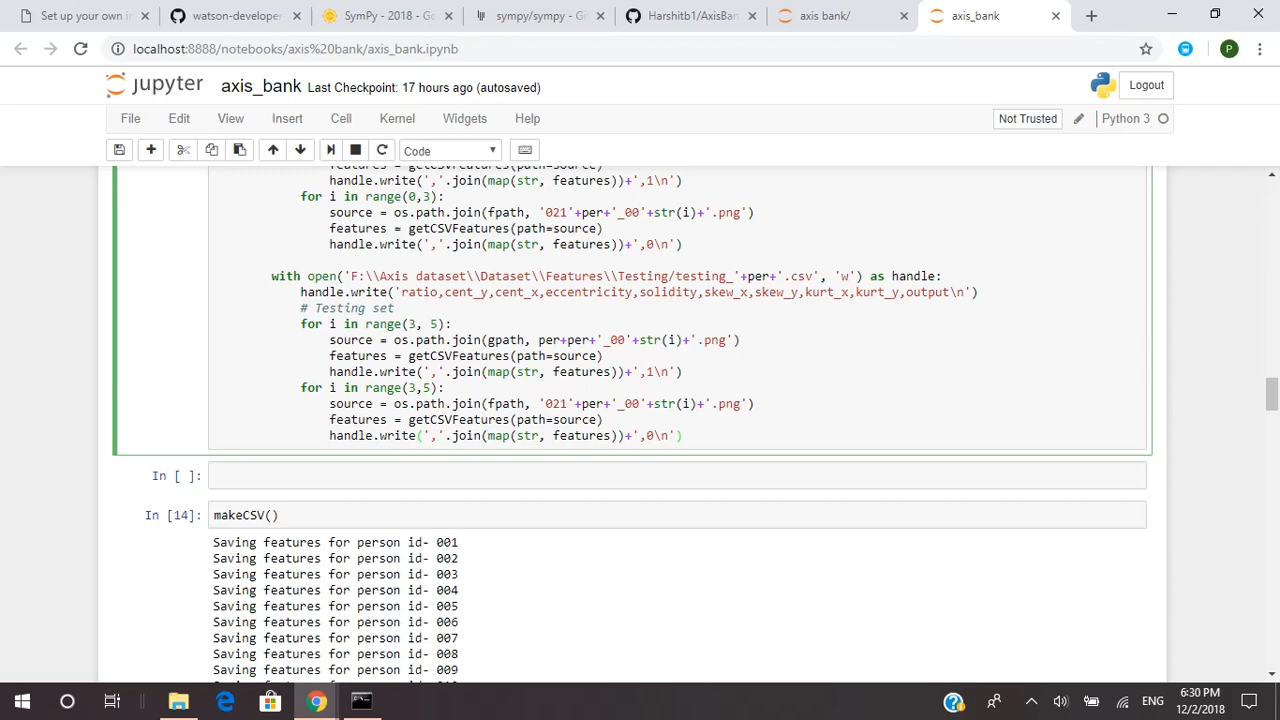 Set up your own i
watson-developer
SymPy - 2018 - Go
sympy/sympy - Gi
Harshitb1/AxisBan
axis bank/
axis_bank
localhost:8888/notebooks/axis%20bank/axis_bank.ipynb
P
jupyter axis_bank Last Checkpoint: 17 hours ago (autosaved)
Logout
File Edit View Insert Cell Kernel Widgets Help
Not Trusted
Python 3
Code
features = getCSVFeatures(path=source)
handle.write(','.join(map(str, features))+',1\n')
for i in range(0,3):
source = os.path.join(fpath, '021'+per+'_00'+str(i)+'.png')
features = getCSVFeatures(path=source)
handle.write(','.join(map(str, features))+',0\n')
with open('F:\\Axis dataset\\Dataset\\Features\\Testing/testing_'+per+'.csv', 'w') as handle:
handle.write('ratio,cent_y,cent_x,eccentricity,solidity,skew_x,skew_y,kurt_x,kurt_y,output\n')
# Testing set
for i in range(3, 5):
source = os.path.join(gpath, per+per+'_00'+str(i)+'.png')
features = getCSVFeatures(path=source)
handle.write(','.join(map(str, features))+',1\n')
for i in range(3,5):
source = os.path.join(fpath, '021'+per+'_00'+str(i)+'.png')
features = getCSVFeatures(path=source)
handle.write(','.join(map(str, features))+',0\n')
In [ ]:
In [14]: makeCSV()
Saving features for person id- 001
Saving features for person id- 002
Saving features for person id- 003
Saving features for person id- 004
Saving features for person id- 005
Saving features for person id- 006
Saving features for person id- 007
Saving features for person id- 008
Saving features for person id- 009
ENG
6:30 PM
12/2/2018